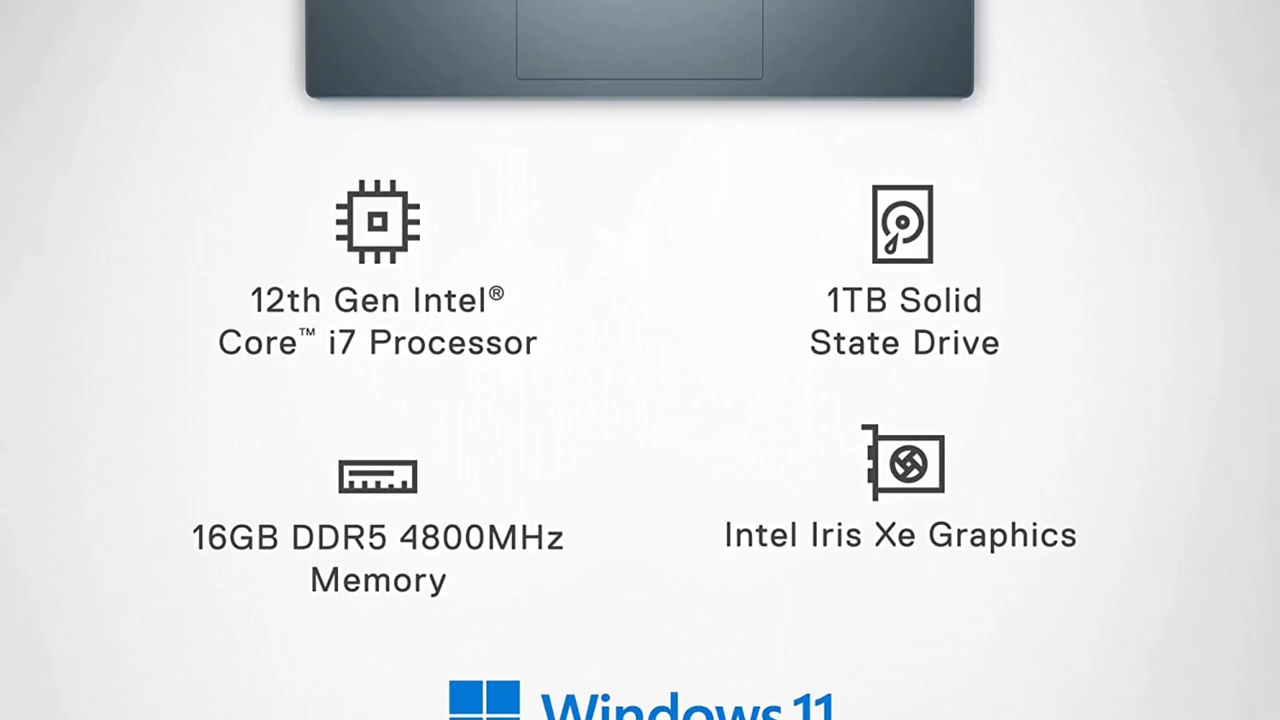 12th Gen Intel®
Core™ i7 Processor
1TB Solid
State Drive
16GB DDR5 4800MHz
Memory
Intel Iris Xe Graphics
Windows 11